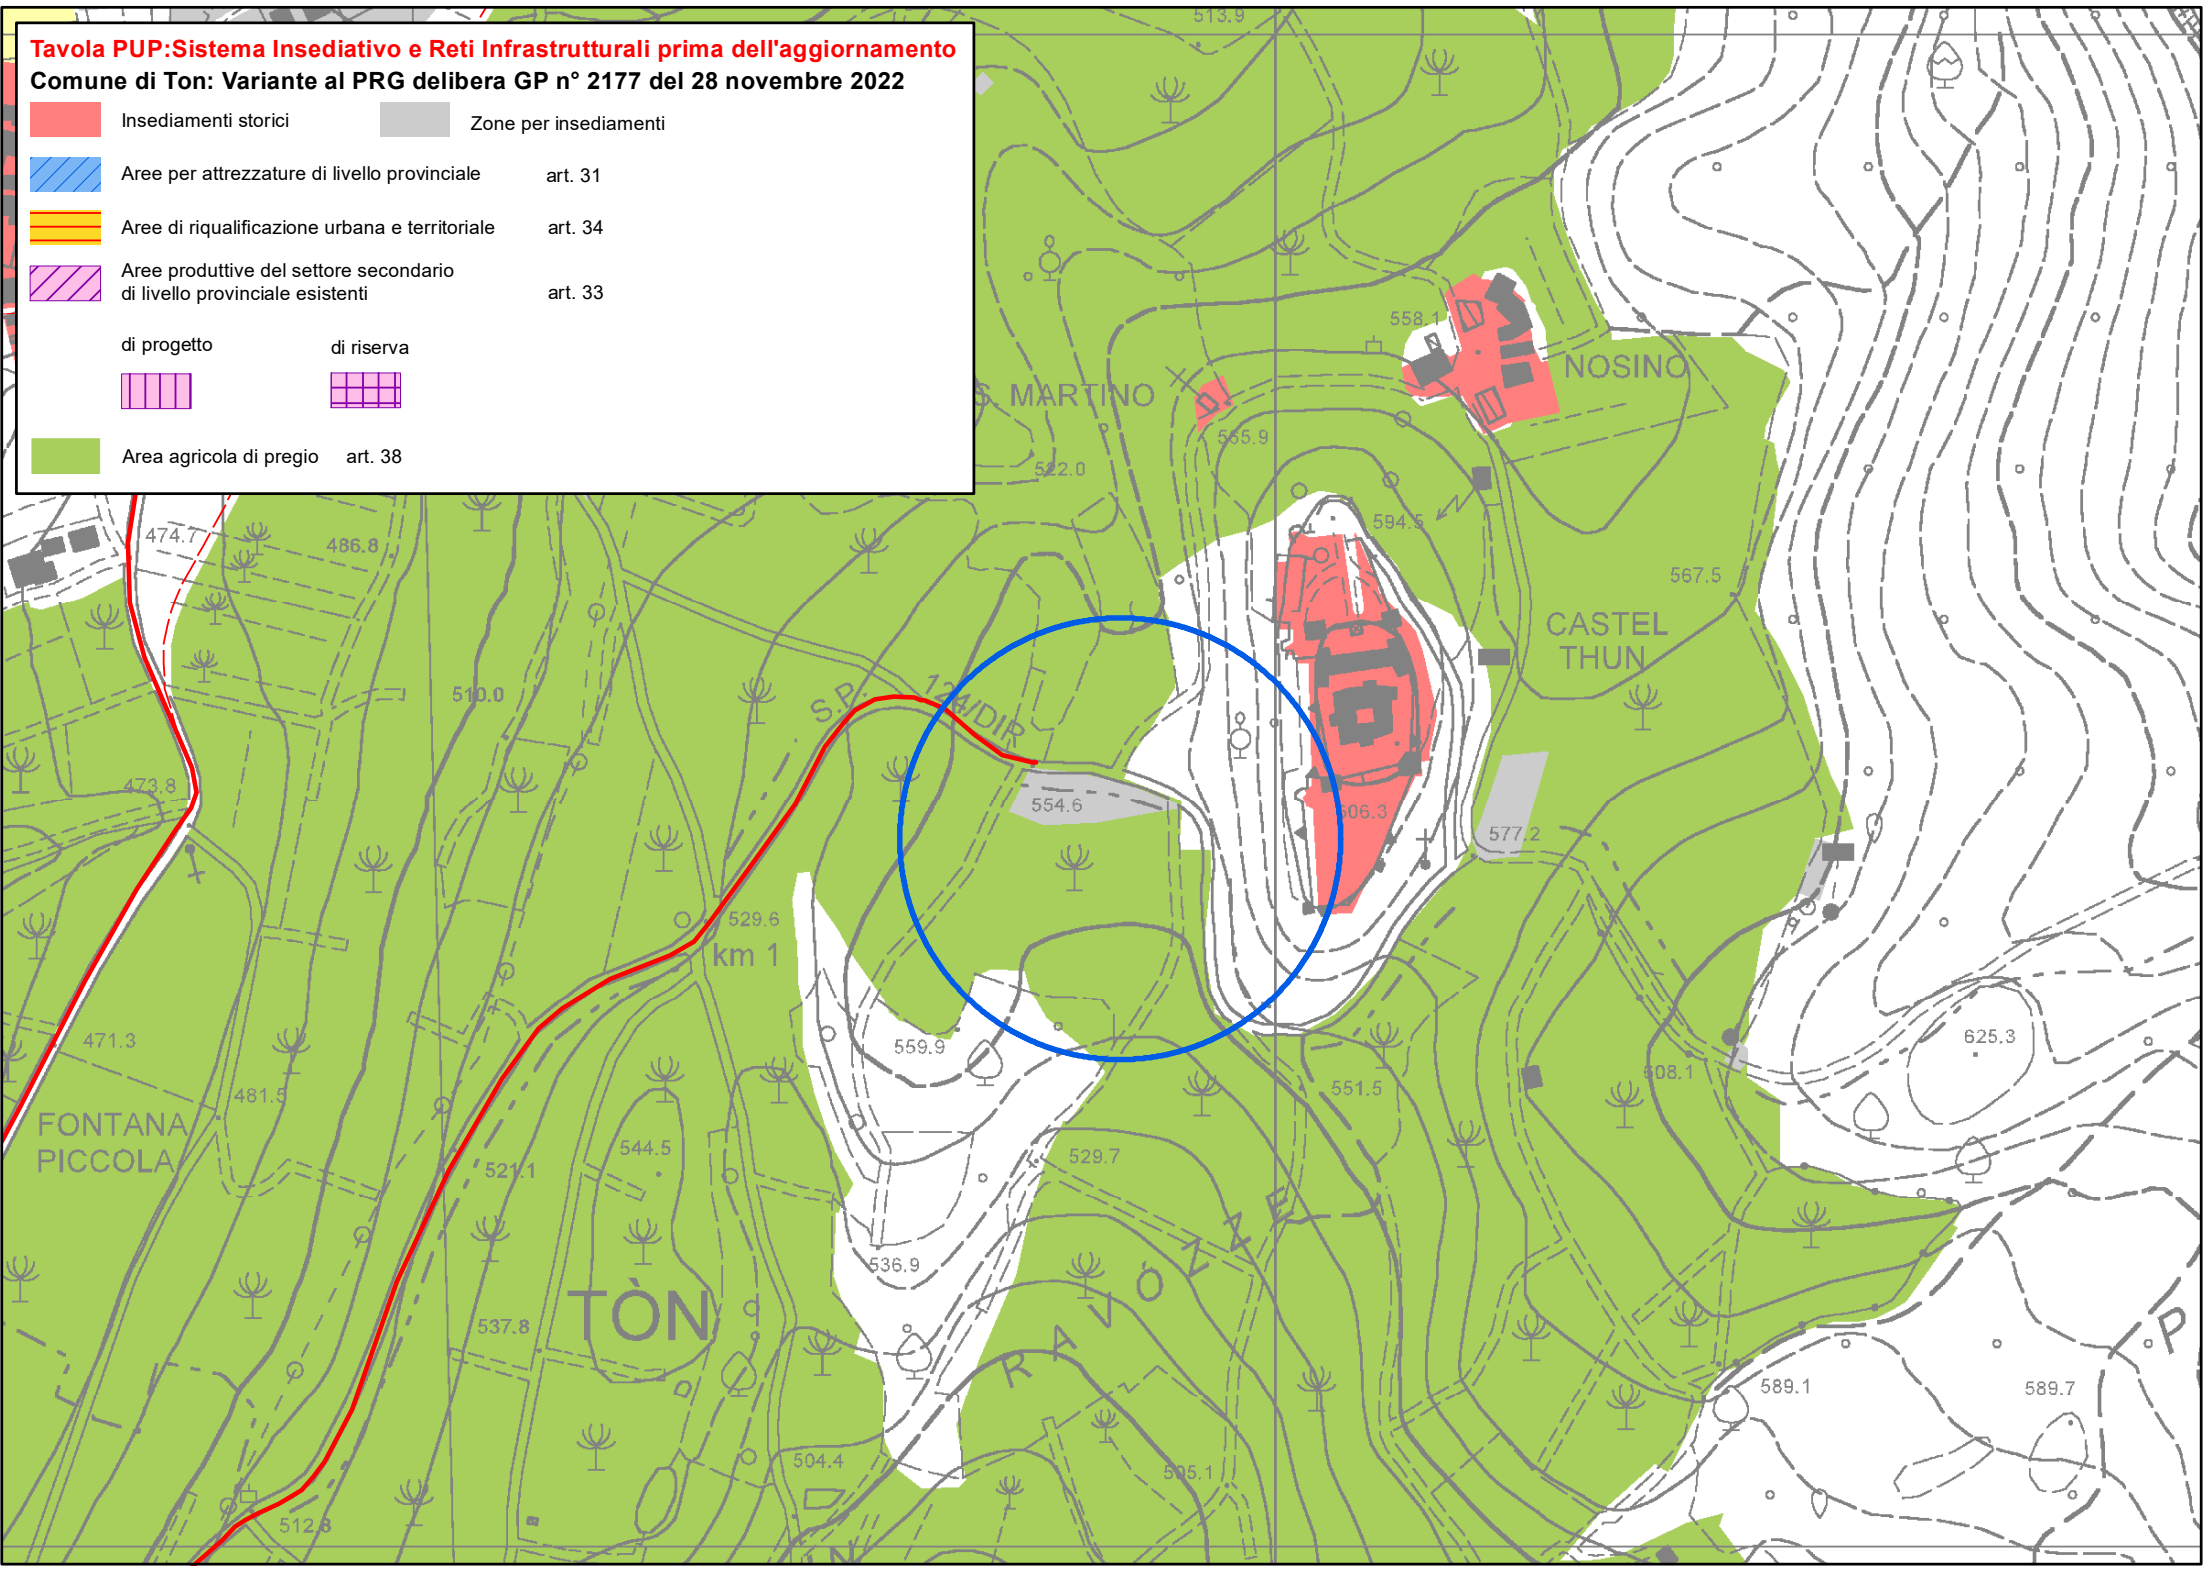 Tavola PUP:Sistema Insediativo e Reti Infrastrutturali prima dell'aggiornamento
Comune di Ton: Variante al PRG delibera GP n° 2177 del 28 novembre 2022
Insediamenti storici
Zone per insediamenti
Aree per attrezzature di livello provinciale art. 31
Aree di riqualificazione urbana e territoriale art. 34
Aree produttive del settore secondario
di livello provinciale esistenti art. 33
di progetto
di riserva
Area agricola di pregio art. 38
513.9
558.1
NOSINO
S. MARTINO
565.9
522.0
594.5
474.7
486.8
567.5
CASTEL
THUN
510.0
S.P. 124/DIR
473.8
554.6
606.3
577.2
529.6
km 1
471.3
559.9
625.3
481.5
551.5
608.1
FONTANA
PICCOLA
544.5
529.7
521.1
536.9
RAVÓZZE
TÒN
537.8
P
589.1
589.7
504.4
505.1
512.8